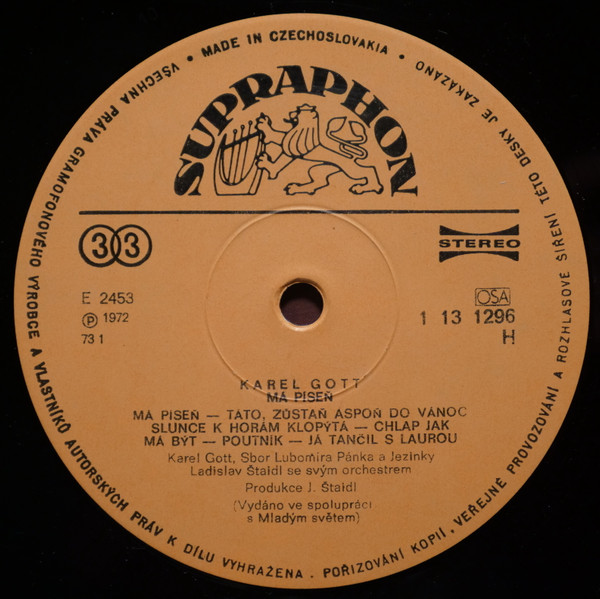 VŠECHNA PRÁVA GRAMOFONOVÉHO VÝROBCE A VLASTNÍKŮ AUTORSKÝCH PRÁV K DÍLU VYHRAŽENA . POŘIZOVÁNÍ KOPIÍ, VEŘEJNÉ PROVOZOVÁNÍ A ROZHLASOVÉ ŠÍŘENÍ TÉTO DESKY JE ZAKÁZÁNO
• MADE IN CZECHOSLOVAKIA •
SUPRAPHON
33
STEREO
E 2453
Ⓟ 1972
73 1
OSA
1 13 1296
H
KAREL GOTT
MÁ PÍSEŇ
MÁ PÍSEŇ — TÁTO, ZŮSTAŇ ASPOŇ DO VÁNOC
SLUNCE K HORÁM KLOPÝTÁ — CHLAP JAK
MÁ BÝT — POUTNÍK — JÁ TANČIL S LAUROU
Karel Gott, Sbor Lubomíra Pánka a Jezinky
Ladislav Štaidl se svým orchestrem
Produkce J. Štaidl
(Vydáno ve spolupráci
s Mladým světem)